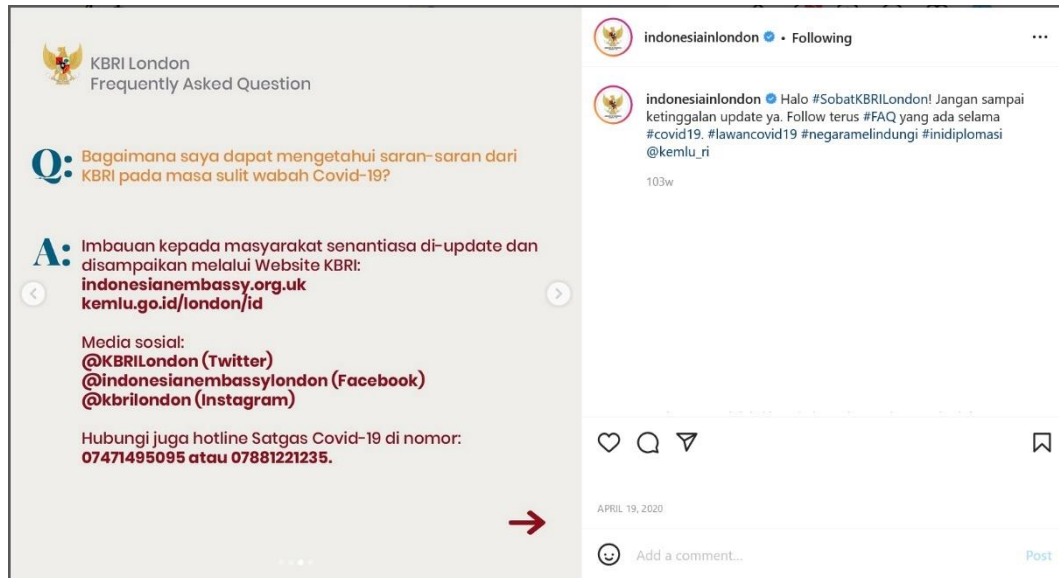 KBRI London
Frequently Asked Question
Q: Bagaimana saya dapat mengetahui saran-saran dari
KBRI pada masa sulit wabah Covid-19?
A: Imbauan kepada masyarakat senantiasa di-update dan
disampaikan melalui Website KBRI:
indonesianembassy.org.uk
kemlu.go.id/london/id
Media sosial:
@KBRILondon (Twitter)
@indonesianembassylondon (Facebook)
@kbrilondon (Instagram)
Hubungi juga hotline Satgas Covid-19 di nomor:
07471495095 atau 07881221235.
indonesiainlondon • Following
indonesiainlondon Halo #SobatKBRILondon! Jangan sampai
ketinggalan update ya. Follow terus #FAQ yang ada selama
#covid19. #lawancovid19 #negaramelindungi #inidiplomasi
@kemlu_ri
103w
APRIL 19, 2020
Add a comment...
Post